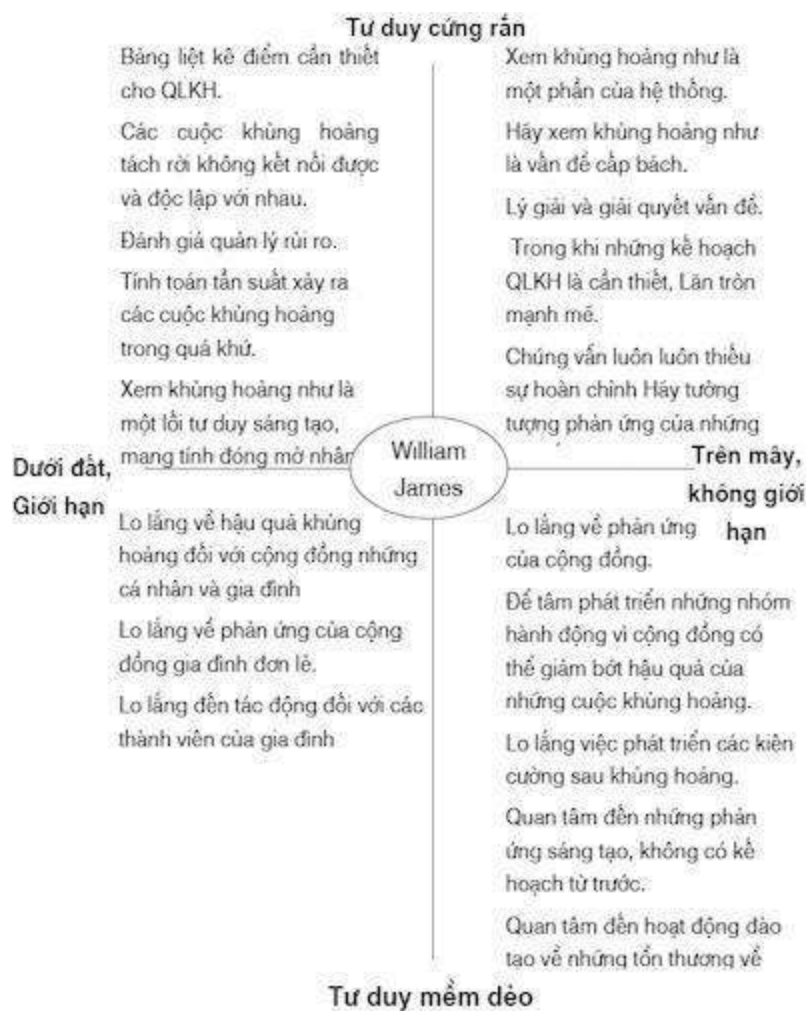 Tư duy cứng rắn
Bảng liệt kê điểm cần thiết
cho QLKH.
Các cuộc khủng hoảng
tách rời không kết nối được
và độc lập với nhau.
Đánh giá quản lý rủi ro.
Tính toán tần suất xảy ra
các cuộc khủng hoảng
trong quá khứ.
Xem khủng hoảng như là
một lối tư duy sáng tạo,
mang tính đóng mở nhân
Xem khủng hoảng như là
một phần của hệ thống.
Hãy xem khủng hoảng như
là vấn đề cấp bách.
Lý giải và giải quyết vấn đề.
Trong khi những kế hoạch
QLKH là cần thiết, Lăn tròn
mạnh mẽ.
Chúng vẫn luôn luôn thiếu
sự hoàn chỉnh Hãy tưởng
tượng phản ứng của những
Dưới đất,
Giới hạn
William
James
Trên mây,
không giới
hạn
Lo lắng về hậu quả khủng
hoảng đối với cộng đồng những
cá nhân và gia đình
Lo lắng về phản ứng của cộng
đồng gia đình đơn lẻ.
Lo lắng đến tác động đối với các
thành viên của gia đình
Lo lắng về phản ứng
của cộng đồng.
Để tâm phát triển những nhóm
hành động vì cộng đồng có
thể giảm bớt hậu quả của
những cuộc khủng hoảng.
Lo lắng việc phát triển các kiên
cường sau khủng hoảng.
Quan tâm đến những phản
ứng sáng tạo, không có kế
hoạch từ trước.
Quan tâm đến hoạt động đào
tạo về những tổn thương về
Tư duy mềm dẻo